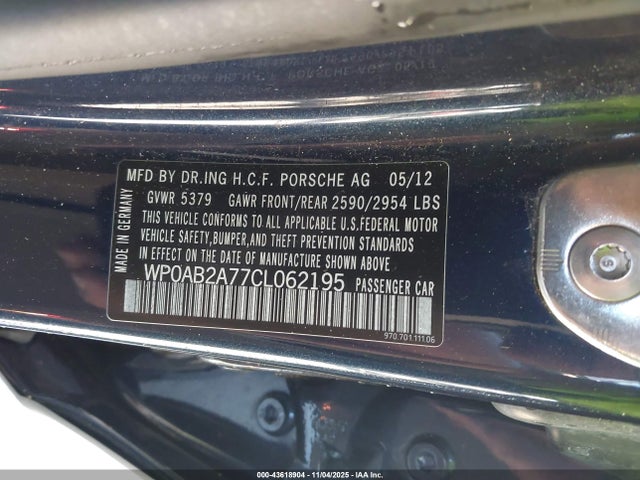 MFD BY DR.ING H.C.F. PORSCHE AG 05/12
GVWR 5379 GAWR FRONT/REAR 2590/2954 LBS
THIS VEHICLE CONFORMS TO ALL APPLICABLE U.S.FEDERAL MOTOR
VEHICLE SAFETY,BUMPER,AND THEFT PREVENTION STANDARDS
IN EFFECT ON THE DATE OF MANUFACTURE SHOWN ABOVE
WP0AB2A77CL062195 PASSENGER CAR
MADE IN GERMANY
970.701.111.06
000-43618904 - 11/04/2025 - IAA Inc.